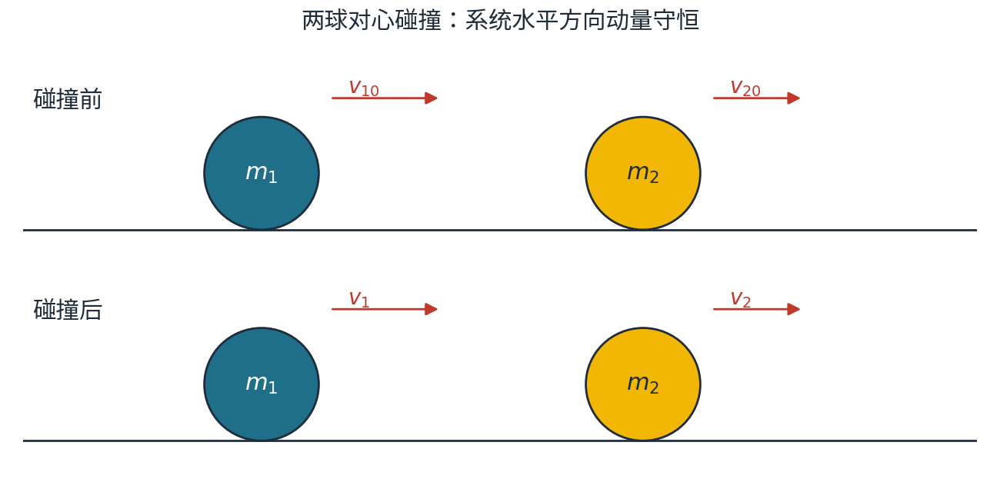 两球对心碰撞：系统水平方向动量守恒
碰撞前
v₁₀
v₂₀
m₁
m₂
碰撞后
v₁
v₂
m₁
m₂